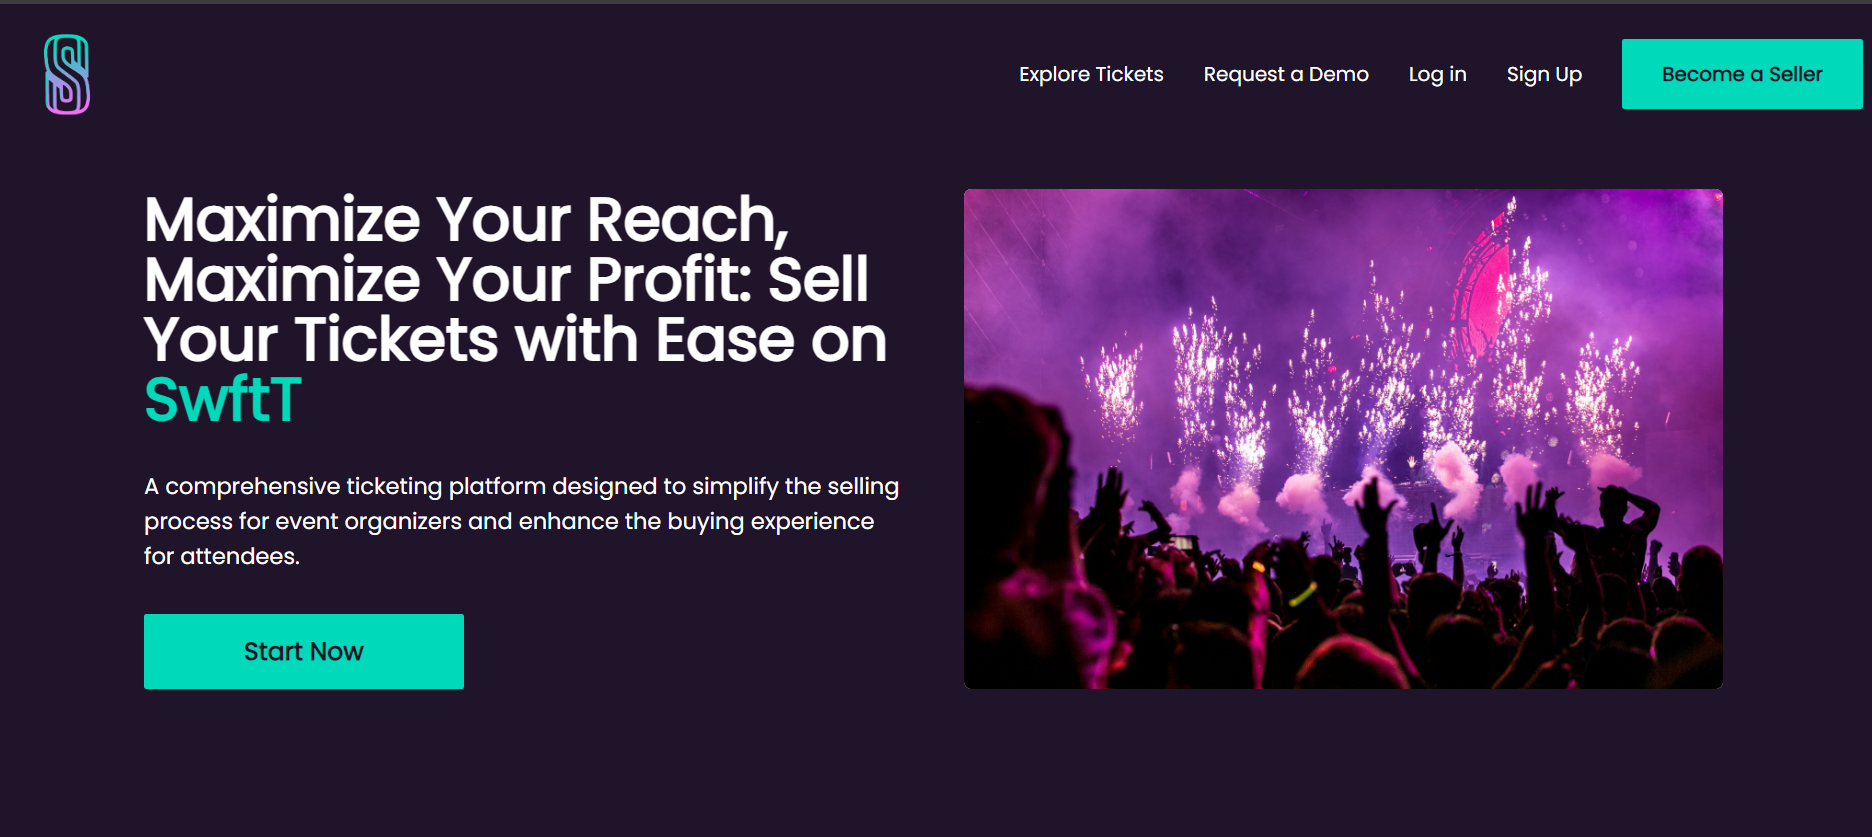 Explore Tickets
Request a Demo
Log in
Sign Up
Become a Seller
Maximize Your Reach,
Maximize Your Profit: Sell
Your Tickets with Ease on
SwftT
A comprehensive ticketing platform designed to simplify the selling
process for event organizers and enhance the buying experience
for attendees.
Start Now